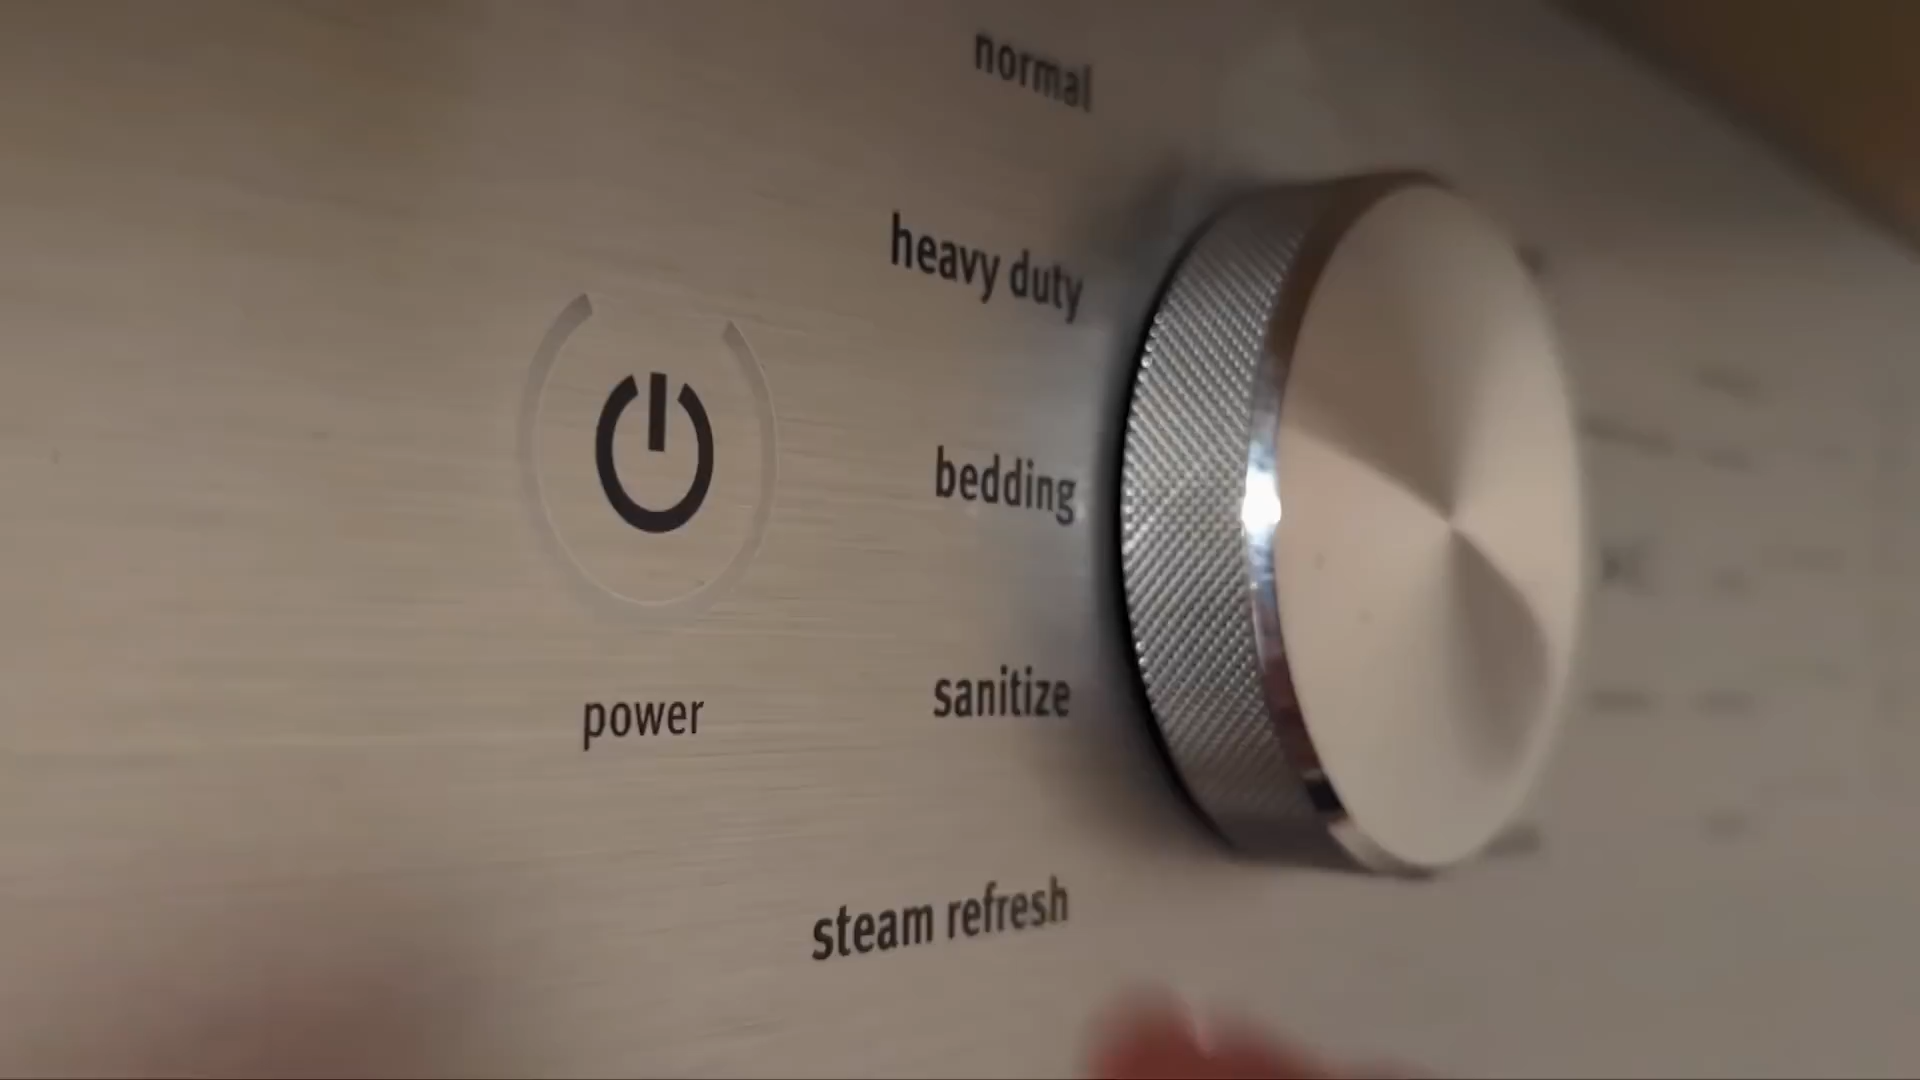 normal
heavy duty
bedding
sanitize
steam refresh
power